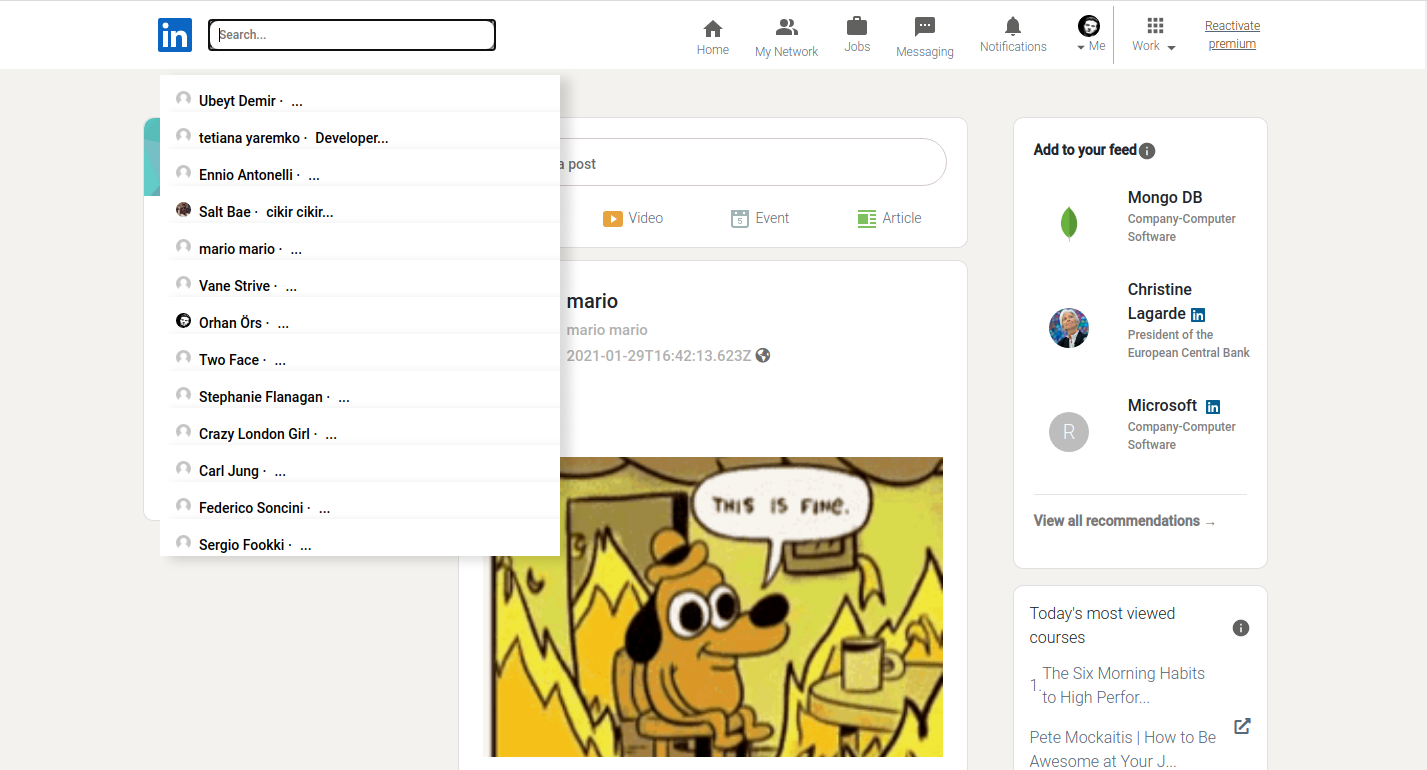 in
Search...
Home
My Network
Jobs
Messaging
Notifications
Me
Work
Reactivate
premium
Ubeyt Demir · ...
tetiana yaremko · Developer...
Ennio Antonelli · ...
Salt Bae · cikir cikir...
mario mario · ...
Vane Strive · ...
Orhan Örs · ...
Two Face · ...
Stephanie Flanagan · ...
Crazy London Girl · ...
Carl Jung · ...
Federico Soncini · ...
Sergio Fookki · ...
a post
Video
5
Event
Article
mario
mario mario
2021-01-29T16:42:13.623Z
THIS IS FINE.
Add to your feed
Mongo DB
Company-Computer
Software
Christine
Lagarde in
President of the
European Central Bank
R
Microsoft in
Company-Computer
Software
View all recommendations →
Today's most viewed
courses
1. The Six Morning Habits
to High Perfor...
Pete Mockaitis | How to Be
Awesome at Your J...